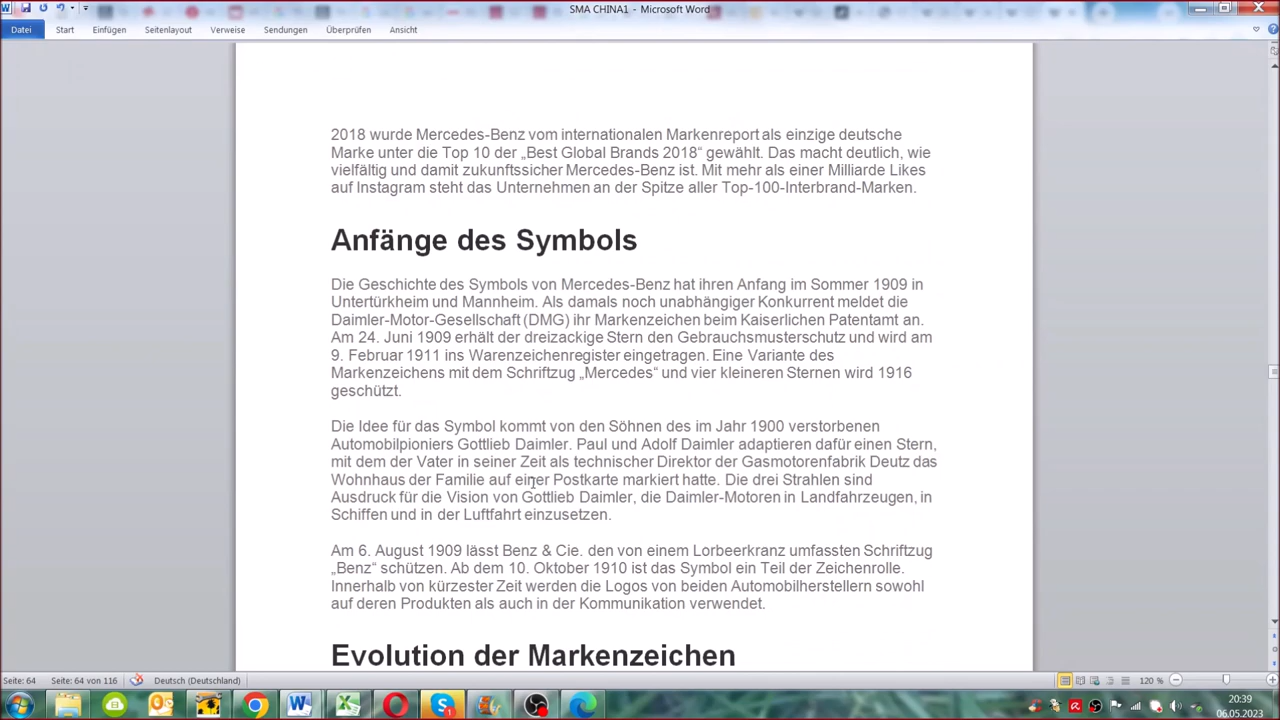 SMA CHINA1 - Microsoft Word
Datei Start Einfügen Seitenlayout Verweise Sendungen Überprüfen Ansicht
2018 wurde Mercedes-Benz vom internationalen Markenreport als einzige deutsche
Marke unter die Top 10 der „Best Global Brands 2018“ gewählt. Das macht deutlich, wie
vielfältig und damit zukunftssicher Mercedes-Benz ist. Mit mehr als einer Milliarde Likes
auf Instagram steht das Unternehmen an der Spitze aller Top-100-Interbrand-Marken.
Anfänge des Symbols
Die Geschichte des Symbols von Mercedes-Benz hat ihren Anfang im Sommer 1909 in
Untertürkheim und Mannheim. Als damals noch unabhängiger Konkurrent meldet die
Daimler-Motor-Gesellschaft (DMG) ihr Markenzeichen beim Kaiserlichen Patentamt an.
Am 24. Juni 1909 erhält der dreizackige Stern den Gebrauchsmusterschutz und wird am
9. Februar 1911 ins Warenzeichenregister eingetragen. Eine Variante des
Markenzeichens mit dem Schriftzug „Mercedes“ und vier kleineren Sternen wird 1916
geschützt.
Die Idee für das Symbol kommt von den Söhnen des im Jahr 1900 verstorbenen
Automobilpioniers Gottlieb Daimler. Paul und Adolf Daimler adaptieren dafür einen Stern,
mit dem der Vater in seiner Zeit als technischer Direktor der Gasmotorenfabrik Deutz das
Wohnhaus der Familie auf einer Postkarte markiert hatte. Die drei Strahlen sind
Ausdruck für die Vision von Gottlieb Daimler, die Daimler-Motoren in Landfahrzeugen, in
Schiffen und in der Luftfahrt einzusetzen.
Am 6. August 1909 lässt Benz & Cie. den von einem Lorbeerkranz umfassten Schriftzug
„Benz“ schützen. Ab dem 10. Oktober 1910 ist das Symbol ein Teil der Zeichenrolle.
Innerhalb von kürzester Zeit werden die Logos von beiden Automobilherstellern sowohl
auf deren Produkten als auch in der Kommunikation verwendet.
Evolution der Markenzeichen
Seite: 64 Seite: 64 von 116 Deutsch (Deutschland) 120 %
20:39
06.05.2023